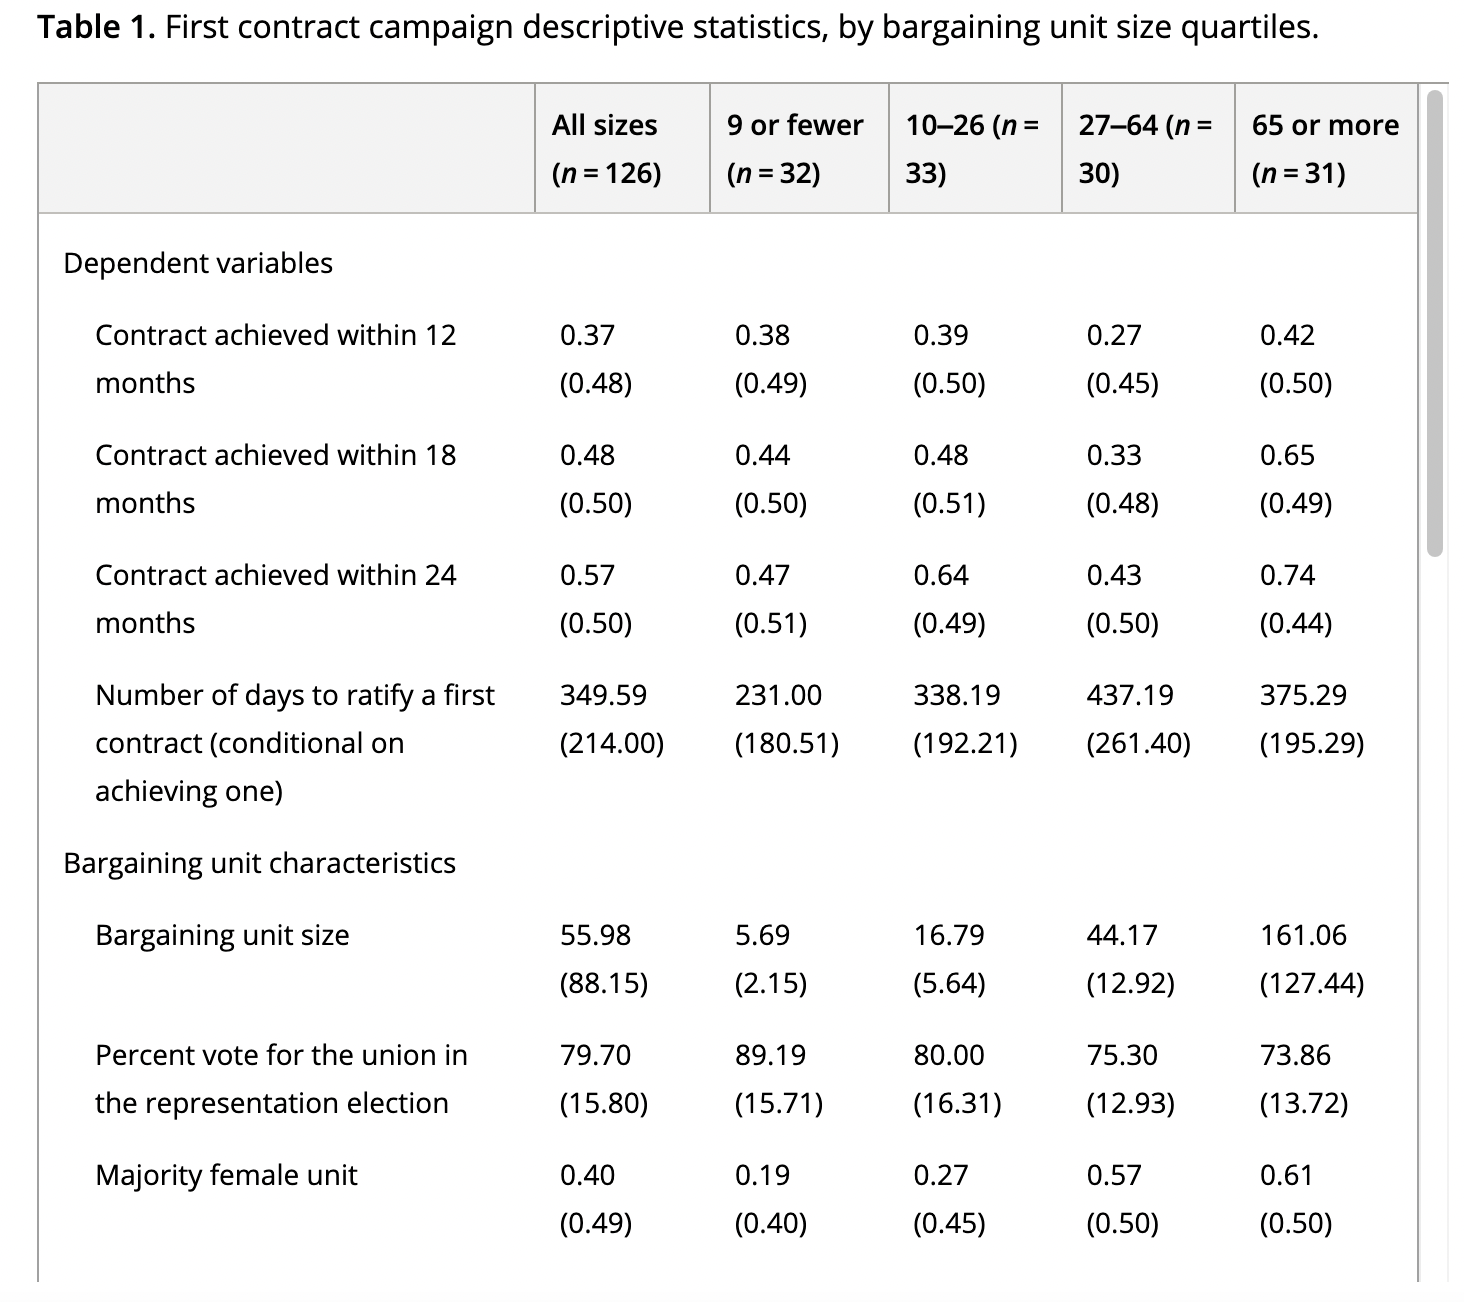 Table 1. First contract campaign descriptive statistics, by bargaining unit size quartiles.
All sizes 9 or fewer 10–26 (n = 27–64 (n = 65 or more
(n = 126) (n = 32) 33) 30) (n = 31)
Dependent variables
Contract achieved within 12 0.37 0.38 0.39 0.27 0.42
months (0.48) (0.49) (0.50) (0.45) (0.50)
Contract achieved within 18 0.48 0.44 0.48 0.33 0.65
months (0.50) (0.50) (0.51) (0.48) (0.49)
Contract achieved within 24 0.57 0.47 0.64 0.43 0.74
months (0.50) (0.51) (0.49) (0.50) (0.44)
Number of days to ratify a first 349.59 231.00 338.19 437.19 375.29
contract (conditional on (214.00) (180.51) (192.21) (261.40) (195.29)
achieving one)
Bargaining unit characteristics
Bargaining unit size 55.98 5.69 16.79 44.17 161.06
(88.15) (2.15) (5.64) (12.92) (127.44)
Percent vote for the union in 79.70 89.19 80.00 75.30 73.86
the representation election (15.80) (15.71) (16.31) (12.93) (13.72)
Majority female unit 0.40 0.19 0.27 0.57 0.61
(0.49) (0.40) (0.45) (0.50) (0.50)